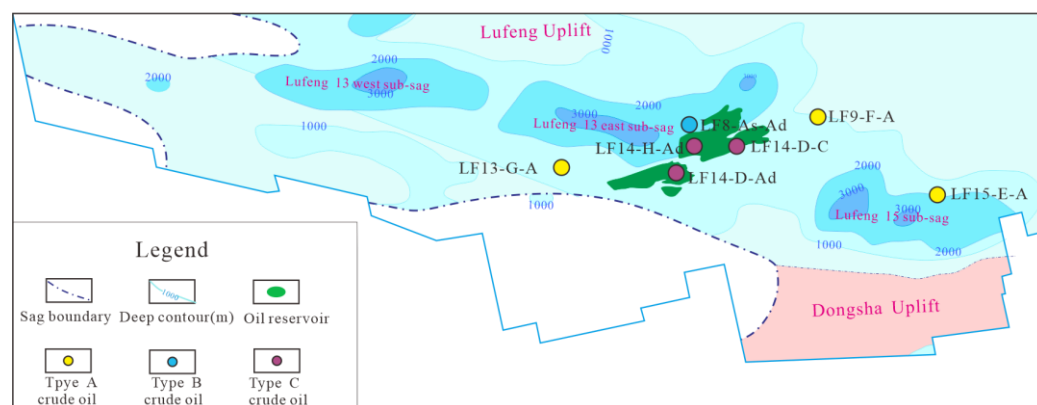 1000
Lufeng Uplift
2000
2000
Lufeng 13 west sub-sag
3000
1000
2000
3000
Lufeng 13 east sub-sag
LF8-As-Ad
LF9-F-A
LF14-H-Ad
LF14-D-C
LF13-G-A
LF14-D-Ad
2000
3000
LF15-E-A
3000
Lufeng 15 sub-sag
1000
1000
2000
Dongsha Uplift
Legend
1000
Sag boundary
Deep contour(m)
Oil reservoir
Tpye A
crude oil
Type B
crude oil
Type C
crude oil